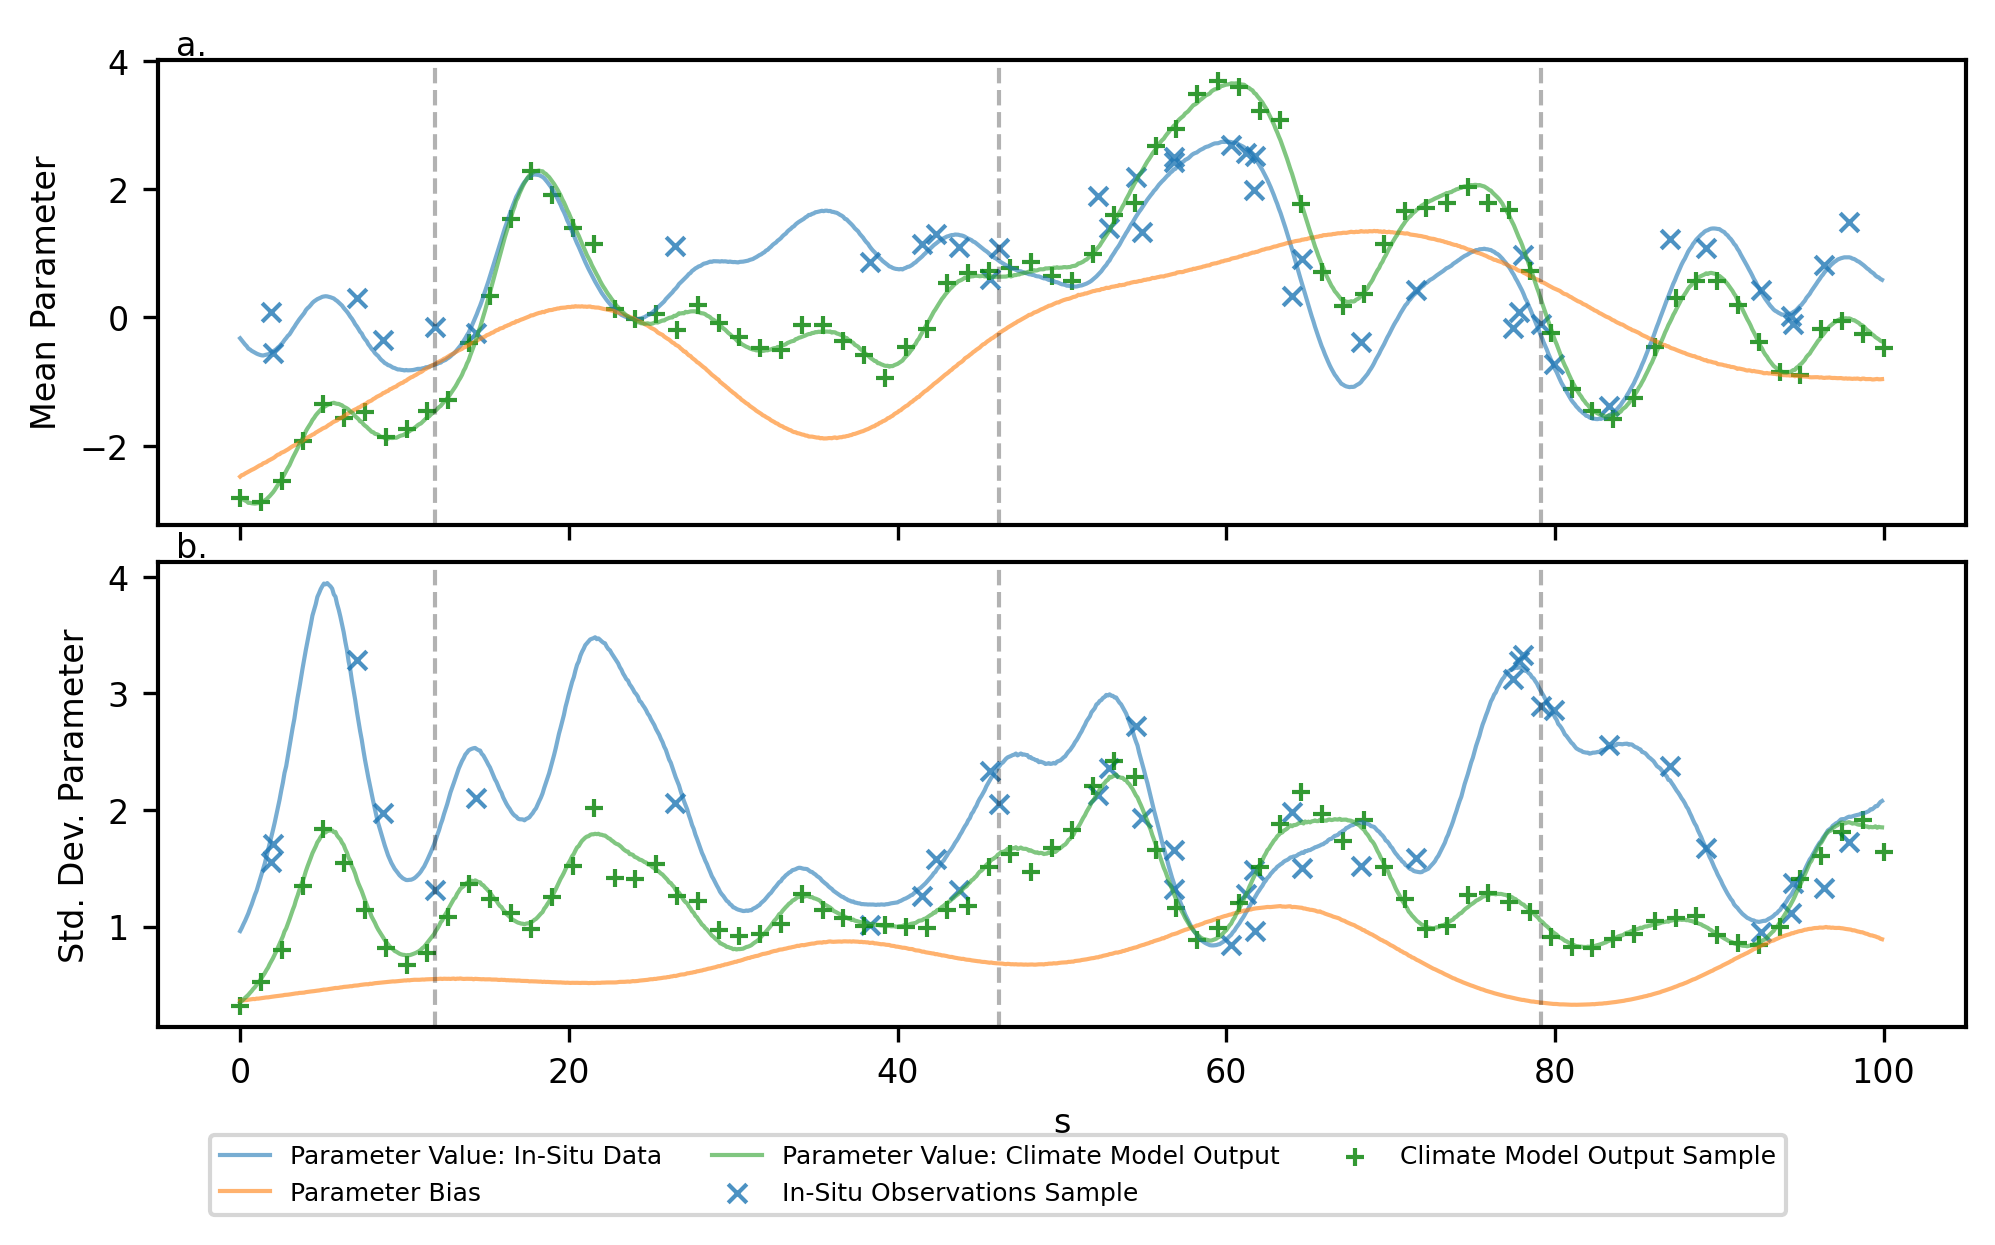 a.
4
2
0
−2
Mean Parameter
b.
4
3
2
1
Std. Dev. Parameter
0 20 40 60 80 100
s
Parameter Value: In-Situ Data Parameter Value: Climate Model Output Climate Model Output Sample
Parameter Bias In-Situ Observations Sample